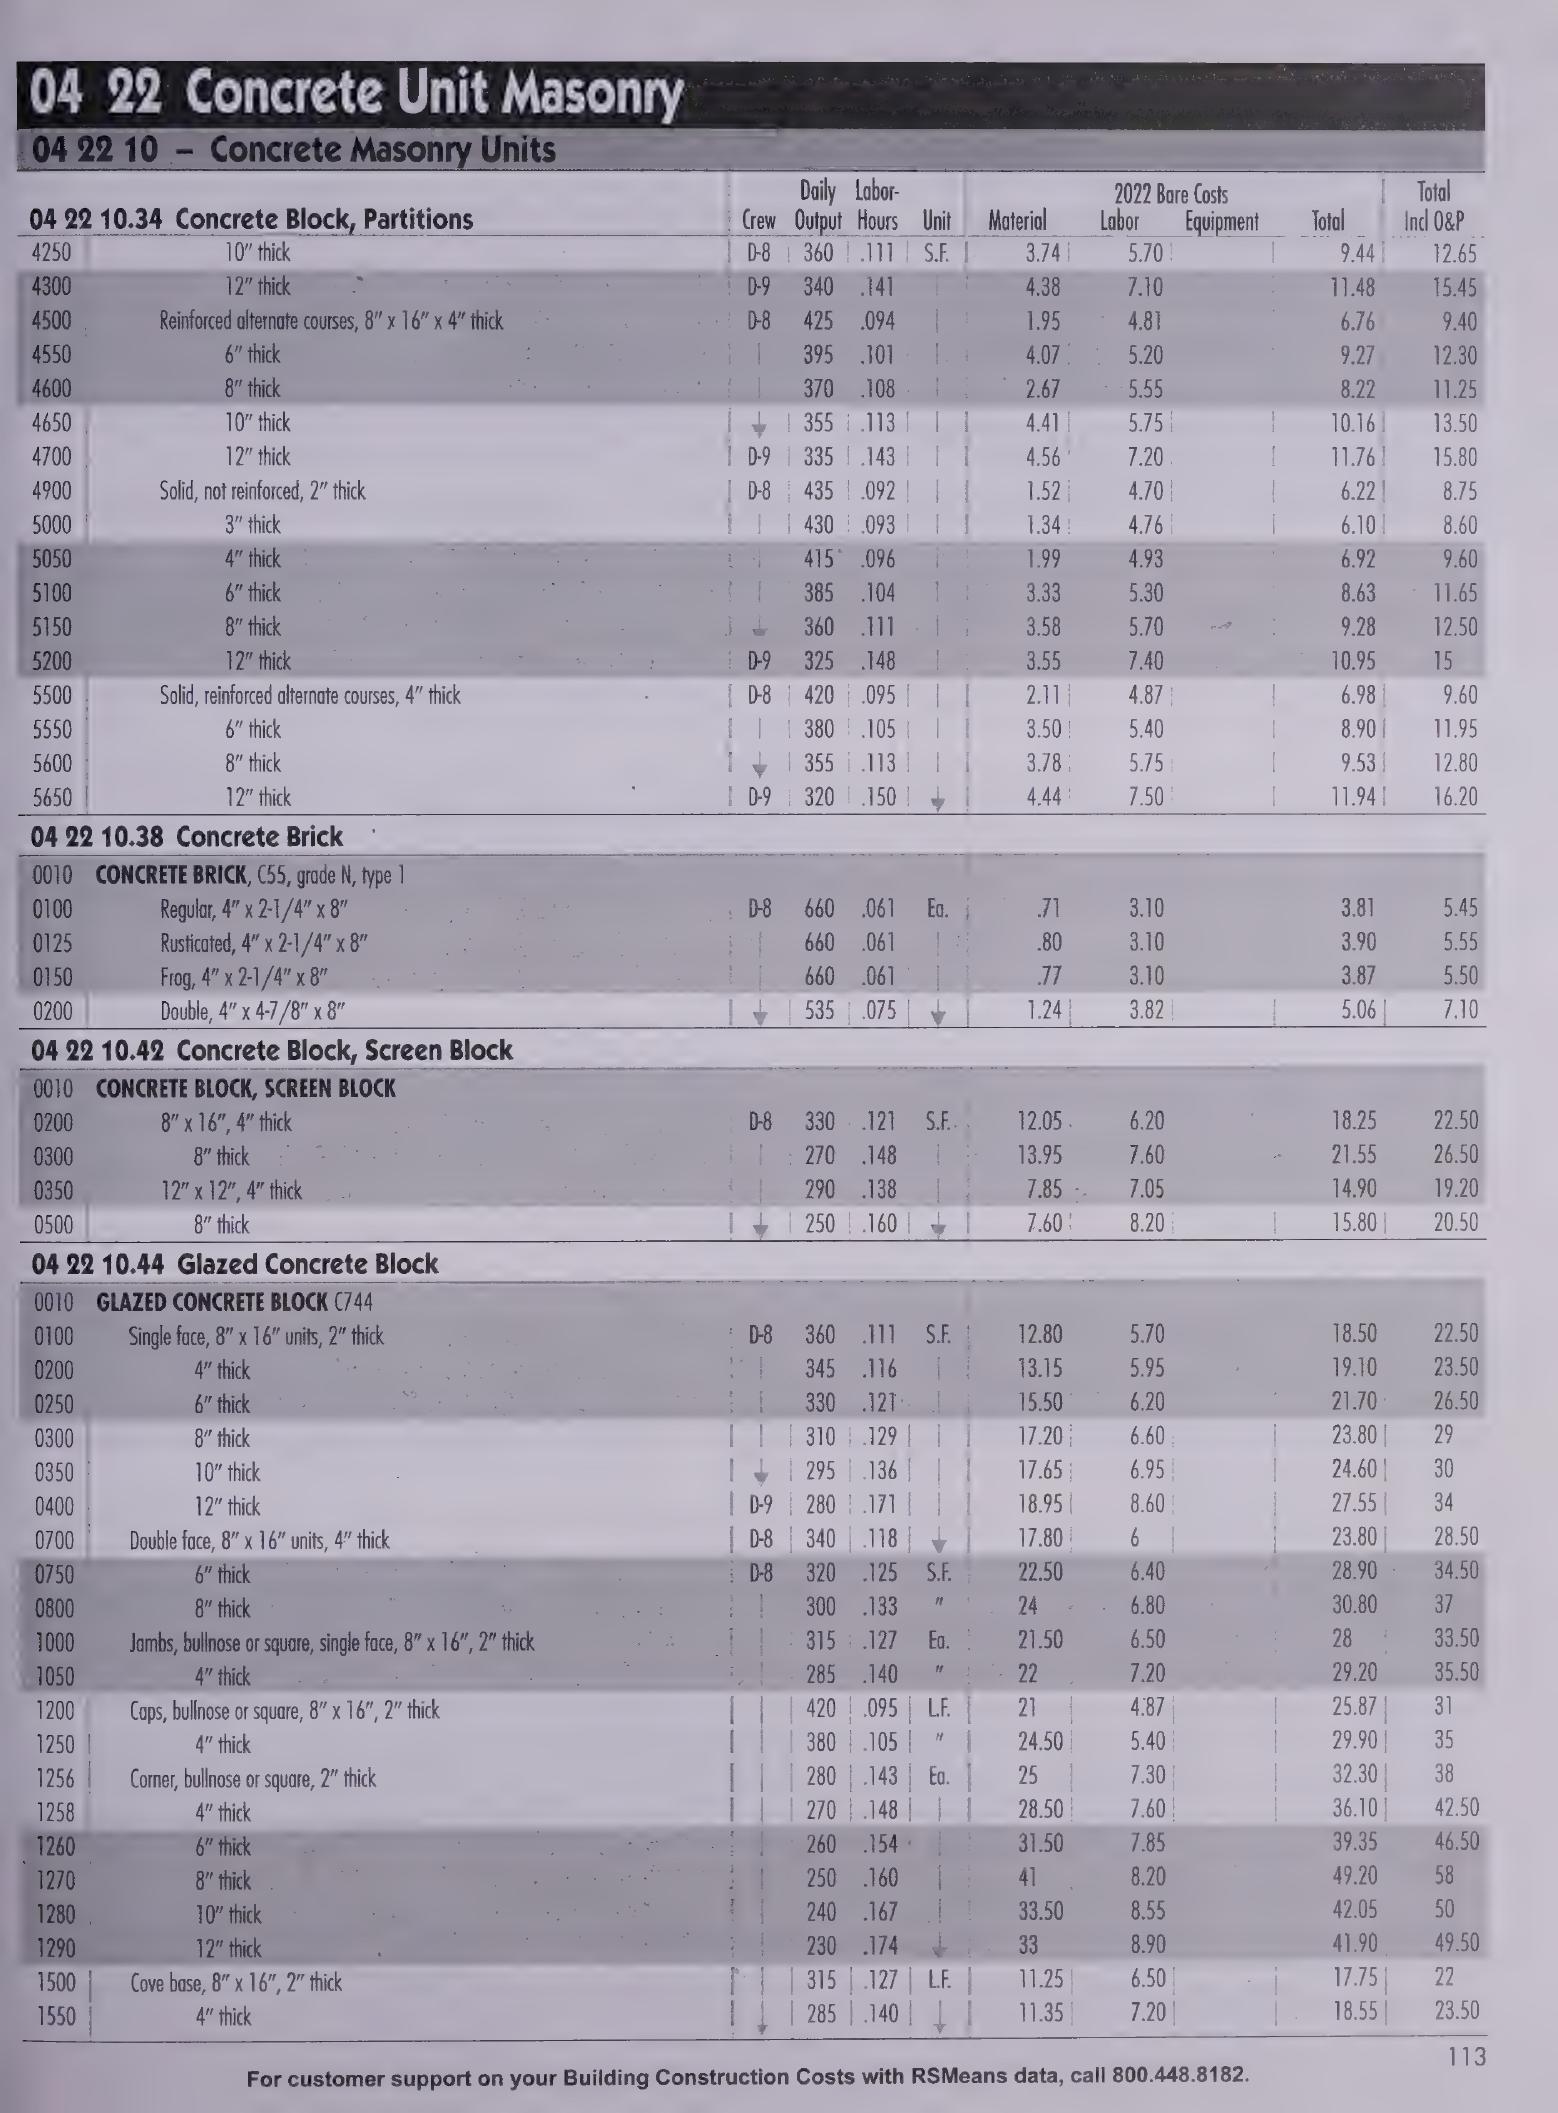 04 22 Concrete Unit Masonry
04 22 10 – Concrete Masonry Units
Daily Labor- 2022 Bare Costs Total
04 22 10.34 Concrete Block, Partitions Crew Output Hours Unit Material Labor Equipment Total Incl O&P
4250 10" thick D-8 360 .111 S.F. 3.74 5.70 9.44 12.65
4300 12" thick D-9 340 .141 4.38 7.10 11.48 15.45
4500 Reinforced alternate courses, 8" x 16" x 4" thick D-8 425 .094 1.95 4.81 6.76 9.40
4550 6" thick 395 .101 4.07 5.20 9.27 12.30
4600 8" thick 370 .108 2.67 5.55 8.22 11.25
4650 10" thick 355 .113 4.41 5.75 10.16 13.50
4700 12" thick D-9 335 .143 4.56 7.20 11.76 15.80
4900 Solid, not reinforced, 2" thick D-8 435 .092 1.52 4.70 6.22 8.75
5000 3" thick 430 .093 1.34 4.76 6.10 8.60
5050 4" thick 415 .096 1.99 4.93 6.92 9.60
5100 6" thick 385 .104 3.33 5.30 8.63 11.65
5150 8" thick 360 .111 3.58 5.70 9.28 12.50
5200 12" thick D-9 325 .148 3.55 7.40 10.95 15
5500 Solid, reinforced alternate courses, 4" thick D-8 420 .095 2.11 4.87 6.98 9.60
5550 6" thick 380 .105 3.50 5.40 8.90 11.95
5600 8" thick 355 .113 3.78 5.75 9.53 12.80
5650 12" thick D-9 320 .150 4.44 7.50 11.94 16.20
04 22 10.38 Concrete Brick
0010 CONCRETE BRICK, C55, grade N, type 1
0100 Regular, 4" x 2-1/4" x 8" D-8 660 .061 Ea. .71 3.10 3.81 5.45
0125 Rusticated, 4" x 2-1/4" x 8" 660 .061 .80 3.10 3.90 5.55
0150 Frog, 4" x 2-1/4" x 8" 660 .061 .77 3.10 3.87 5.50
0200 Double, 4" x 4-7/8" x 8" 535 .075 1.24 3.82 5.06 7.10
04 22 10.42 Concrete Block, Screen Block
0010 CONCRETE BLOCK, SCREEN BLOCK
0200 8" x 16", 4" thick D-8 330 .121 S.F. 12.05 6.20 18.25 22.50
0300 8" thick 270 .148 13.95 7.60 21.55 26.50
0350 12" x 12", 4" thick 290 .138 7.85 7.05 14.90 19.20
0500 8" thick 250 .160 7.60 8.20 15.80 20.50
04 22 10.44 Glazed Concrete Block
0010 GLAZED CONCRETE BLOCK C744
0100 Single face, 8" x 16" units, 2" thick D-8 360 .111 S.F. 12.80 5.70 18.50 22.50
0200 4" thick 345 .116 13.15 5.95 19.10 23.50
0250 6" thick 330 .121 15.50 6.20 21.70 26.50
0300 8" thick 310 .129 17.20 6.60 23.80 29
0350 10" thick 295 .136 17.65 6.95 24.60 30
0400 12" thick D-9 280 .171 18.95 8.60 27.55 34
0700 Double face, 8" x 16" units, 4" thick D-8 340 .118 17.80 6 23.80 28.50
0750 6" thick D-8 320 .125 S.F. 22.50 6.40 28.90 34.50
0800 8" thick 300 .133 " 24 6.80 30.80 37
1000 Jambs, bullnose or square, single face, 8" x 16", 2" thick 315 .127 Ea. 21.50 6.50 28 33.50
1050 4" thick 285 .140 " 22 7.20 29.20 35.50
1200 Caps, bullnose or square, 8" x 16", 2" thick 420 .095 L.F. 21 4.87 25.87 31
1250 4" thick 380 .105 " 24.50 5.40 29.90 35
1256 Corner, bullnose or square, 2" thick 280 .143 Ea. 25 7.30 32.30 38
1258 4" thick 270 .148 28.50 7.60 36.10 42.50
1260 6" thick 260 .154 31.50 7.85 39.35 46.50
1270 8" thick 250 .160 41 8.20 49.20 58
1280 10" thick 240 .167 33.50 8.55 42.05 50
1290 12" thick 230 .174 33 8.90 41.90 49.50
1500 Cove base, 8" x 16", 2" thick 315 .127 L.F. 11.25 6.50 17.75 22
1550 4" thick 285 .140 11.35 7.20 18.55 23.50
113
For customer support on your Building Construction Costs with RSMeans data, call 800.448.8182.